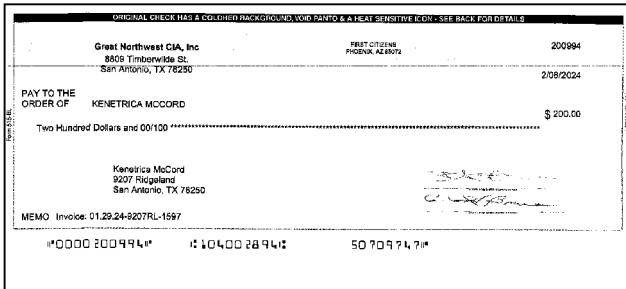 ORIGINAL CHECK HAS A COLORED BACKGROUND, VOID PANTO & A HEAT SENSITIVE ICON - SEE BACK FOR DETAILS
Great Northwest CIA, Inc
8809 Timberwilde St.
San Antonio, TX 78250
FIRST CITIZENS
PHOENIX, AZ 85072
200994
2/08/2024
PAY TO THE
ORDER OF KENETRICA MCCORD
$ 200.00
Two Hundred Dollars and 00/100
Kenetrica McCord
9207 Ridgeland
San Antonio, TX 78250
MEMO Invoice: 01.29.24-9207RL-1597
⑈0000200994⑈ ⑆104002894⑆ 50709747⑈